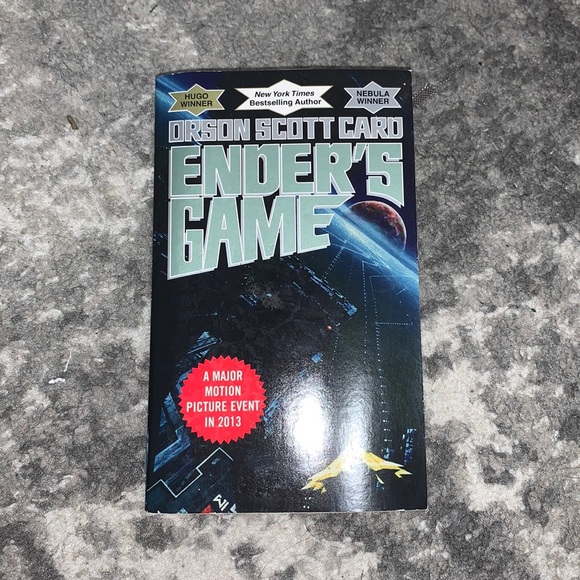 HUGO
WINNER
New York Times
Bestselling Author
NEBULA
WINNER
ORSON SCOTT CARD
ENDER'S
GAME
A MAJOR
MOTION
PICTURE EVENT
IN 2013